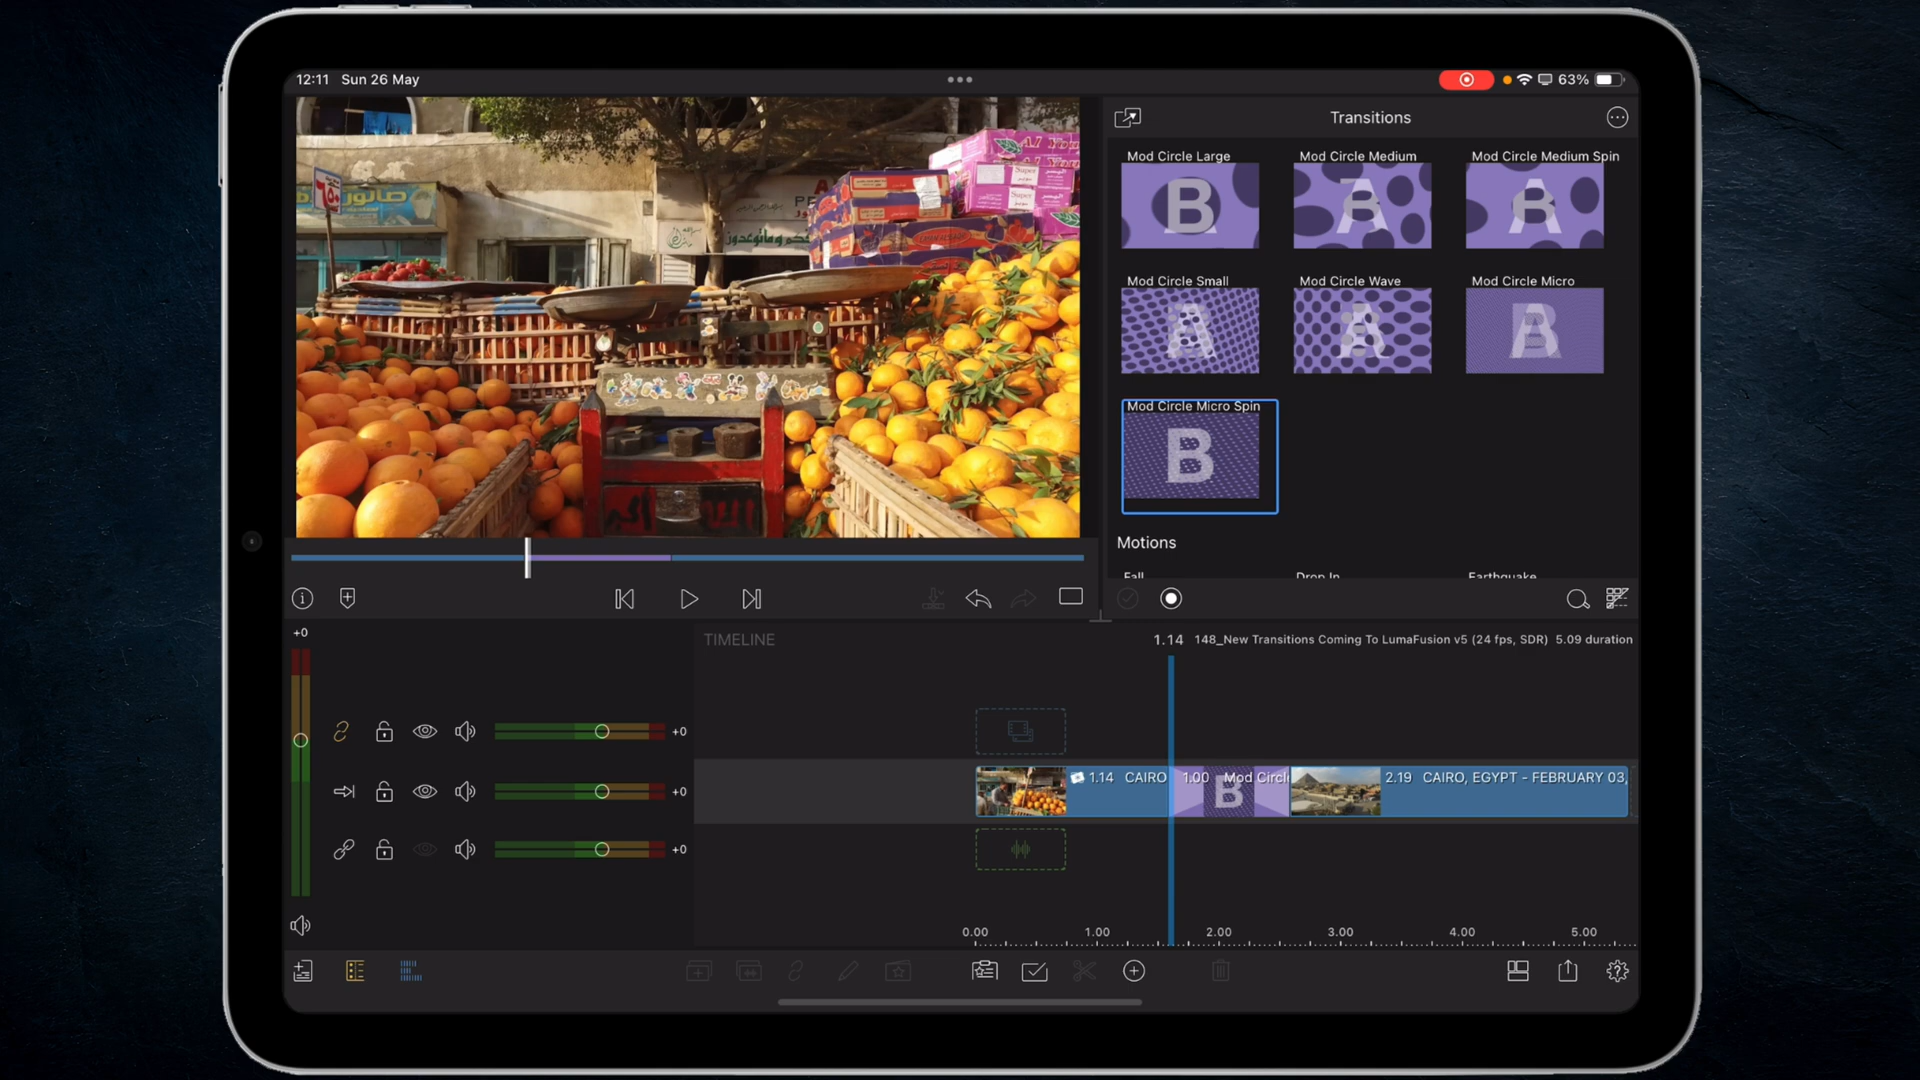 12:11 Sun 26 May
63%
Transitions
Mod Circle Large
Mod Circle Medium
Mod Circle Medium Spin
B
A
B
Mod Circle Small
Mod Circle Wave
Mod Circle Micro
A
A
B
Mod Circle Micro Spin
B
Motions
Fall
Drop In
Earthquake
Super
Super
٦٥٠
صانور
+0
TIMELINE
1.14 148_New Transitions Coming To LumaFusion v5 (24 fps, SDR) 5.09 duration
+0
1.14 CAIRO
1.00 Mod Circl
B
2.19 CAIRO, EGYPT - FEBRUARY 03,
+0
+0
0.00 1.00 2.00 3.00 4.00 5.00